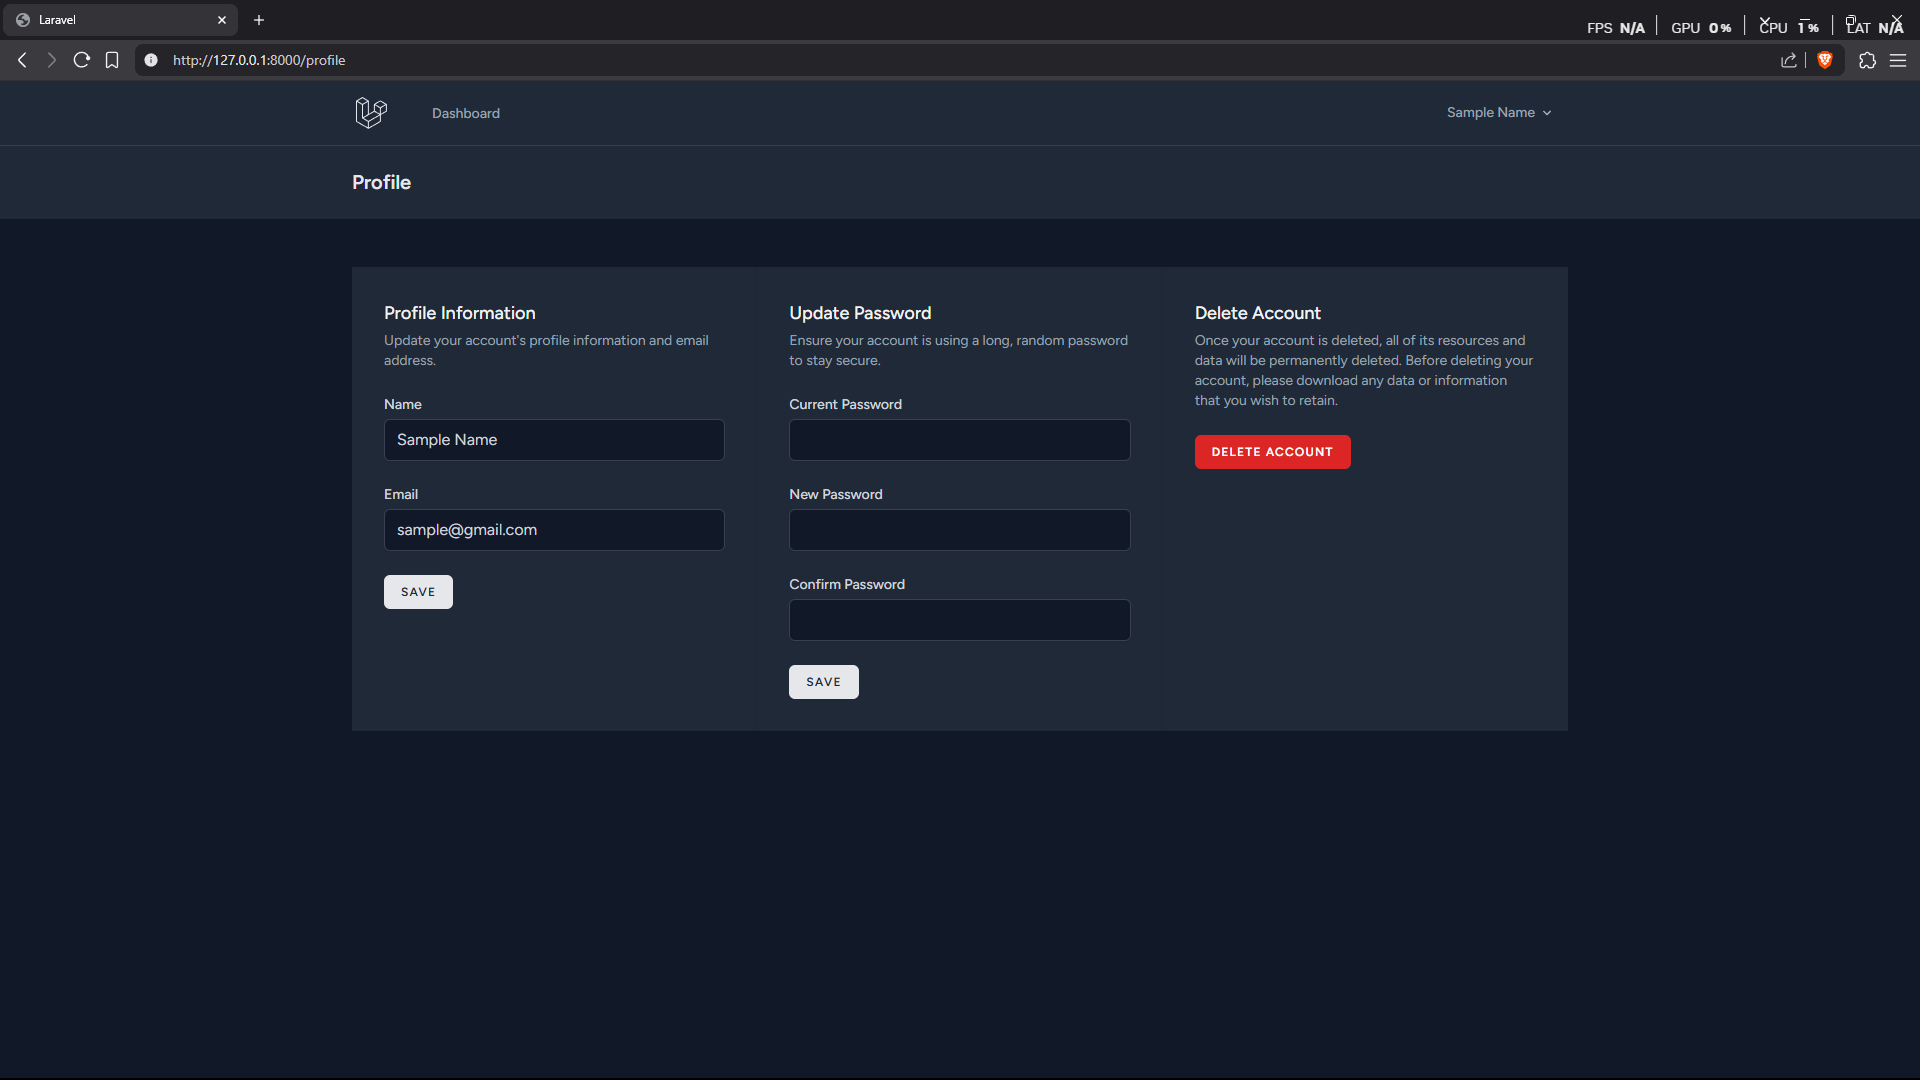 Laravel
FPS N/A GPU 0% CPU 1% LAT N/A
http://127.0.0.1:8000/profile
Dashboard
Sample Name
Profile
Profile Information
Update your account's profile information and email
address.
Name
Sample Name
Email
sample@gmail.com
SAVE
Update Password
Ensure your account is using a long, random password
to stay secure.
Current Password
New Password
Confirm Password
SAVE
Delete Account
Once your account is deleted, all of its resources and
data will be permanently deleted. Before deleting your
account, please download any data or information
that you wish to retain.
DELETE ACCOUNT